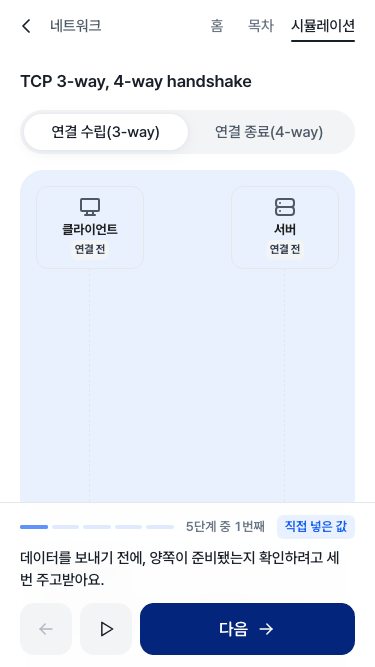 네트워크 홈 목차 시뮬레이션
TCP 3-way, 4-way handshake
연결 수립(3-way) 연결 종료(4-way)
클라이언트 서버
연결 전 연결 전
5단계 중 1번째 직접 넣은 값
데이터를 보내기 전에, 양쪽이 준비됐는지 확인하려고 세
번 주고받아요.
다음